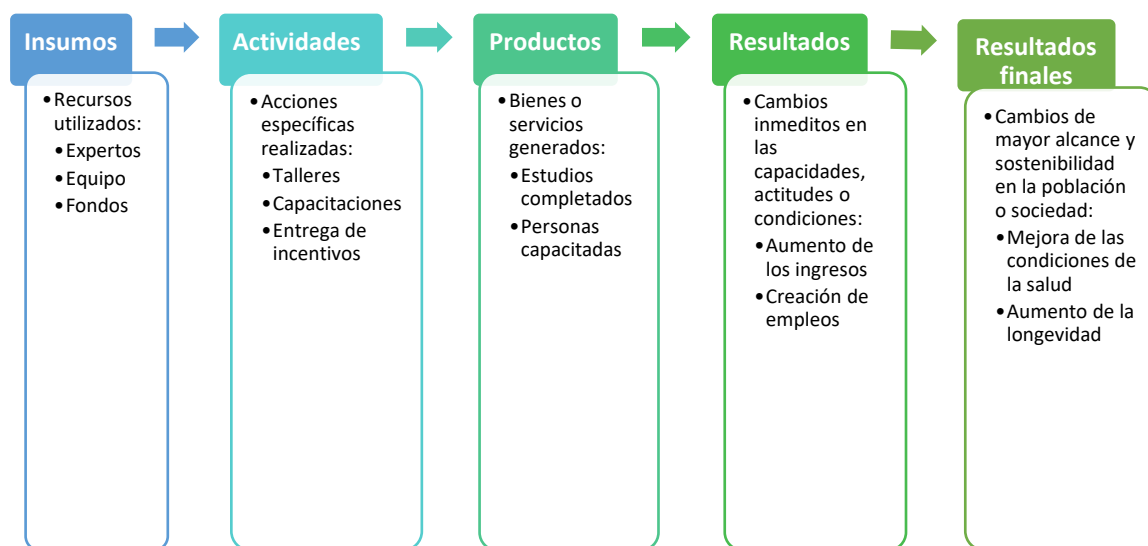 Insumos
•Recursos
utilizados:
•Expertos
•Equipo
•Fondos
Actividades
•Acciones
específicas
realizadas:
•Talleres
•Capacitaciones
•Entrega de
incentivos
Productos
•Bienes o
servicios
generados:
•Estudios
completados
•Personas
capacitadas
Resultados
•Cambios
inmeditos en
las
capacidades,
actitudes o
condiciones:
•Aumento de
los ingresos
•Creación de
empleos
Resultados
finales
•Cambios de
mayor alcance y
sostenibilidad
en la población
o sociedad:
•Mejora de las
condiciones de
la salud
•Aumento de la
longevidad